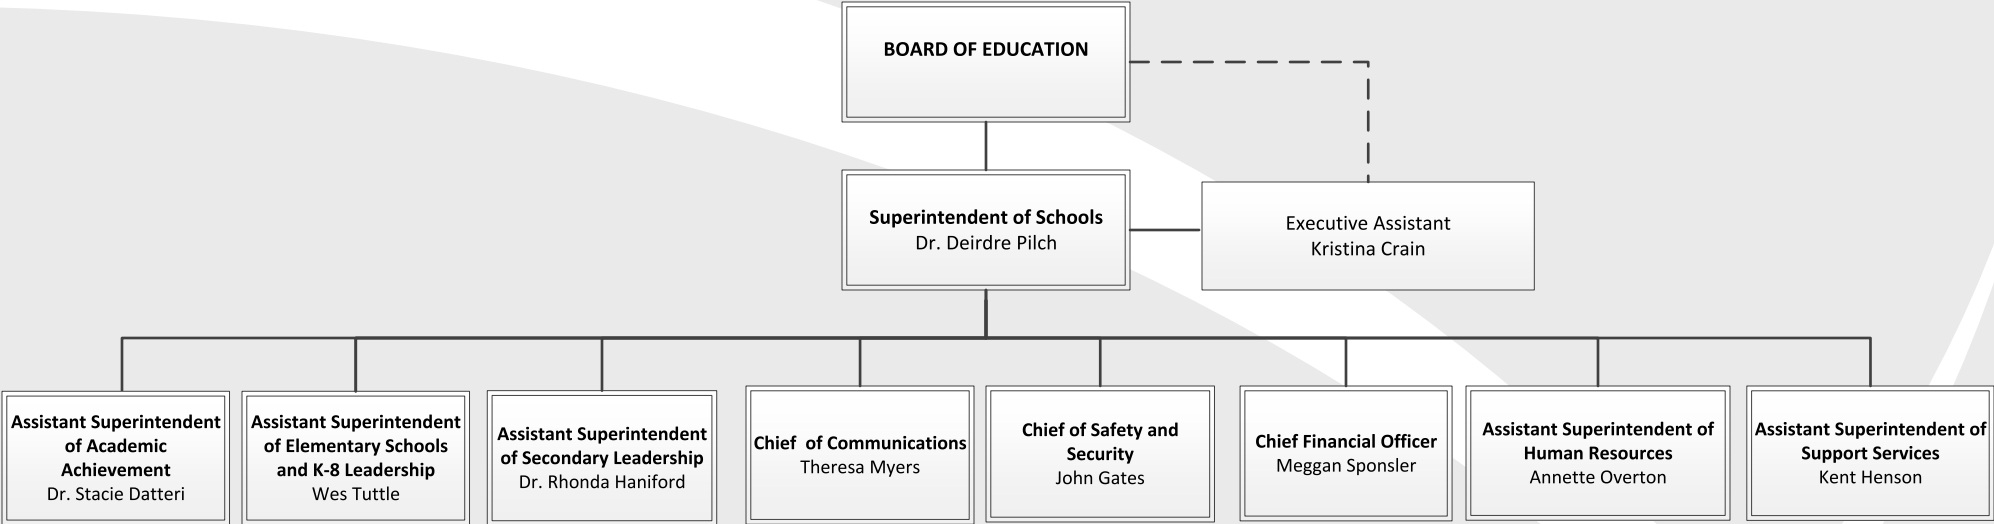 BOARD OF EDUCATION
Superintendent of Schools
Dr. Deirdre Pilch
Executive Assistant
Kristina Crain
Assistant Superintendent
of Academic
Achievement
Dr. Stacie Datteri
Assistant Superintendent
of Elementary Schools
and K-8 Leadership
Wes Tuttle
Assistant Superintendent
of Secondary Leadership
Dr. Rhonda Haniford
Chief of Communications
Theresa Myers
Chief of Safety and
Security
John Gates
Chief Financial Officer
Meggan Sponsler
Assistant Superintendent of
Human Resources
Annette Overton
Assistant Superintendent of
Support Services
Kent Henson